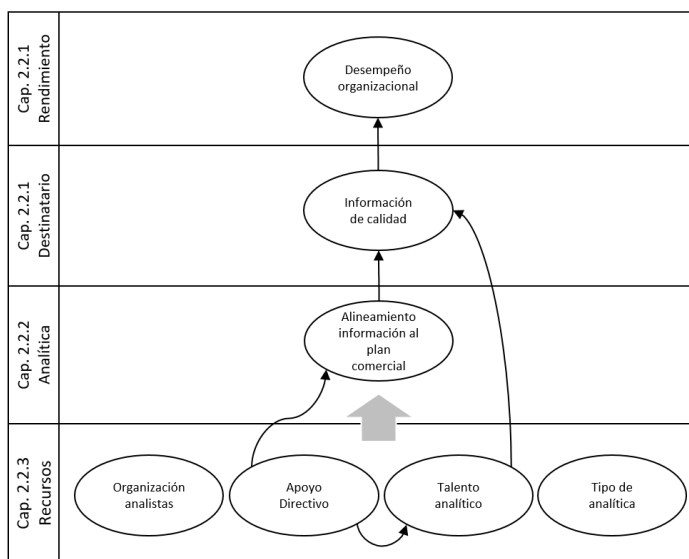 Cap. 2.2.1
Rendimiento
Desempeño
organizacional
Cap. 2.2.1
Destinatario
Información
de calidad
Cap. 2.2.2
Analítica
Alineamiento
información al
plan
comercial
Cap. 2.2.3
Recursos
Organización
analistas
Apoyo
Directivo
Talento
analítico
Tipo de
analítica